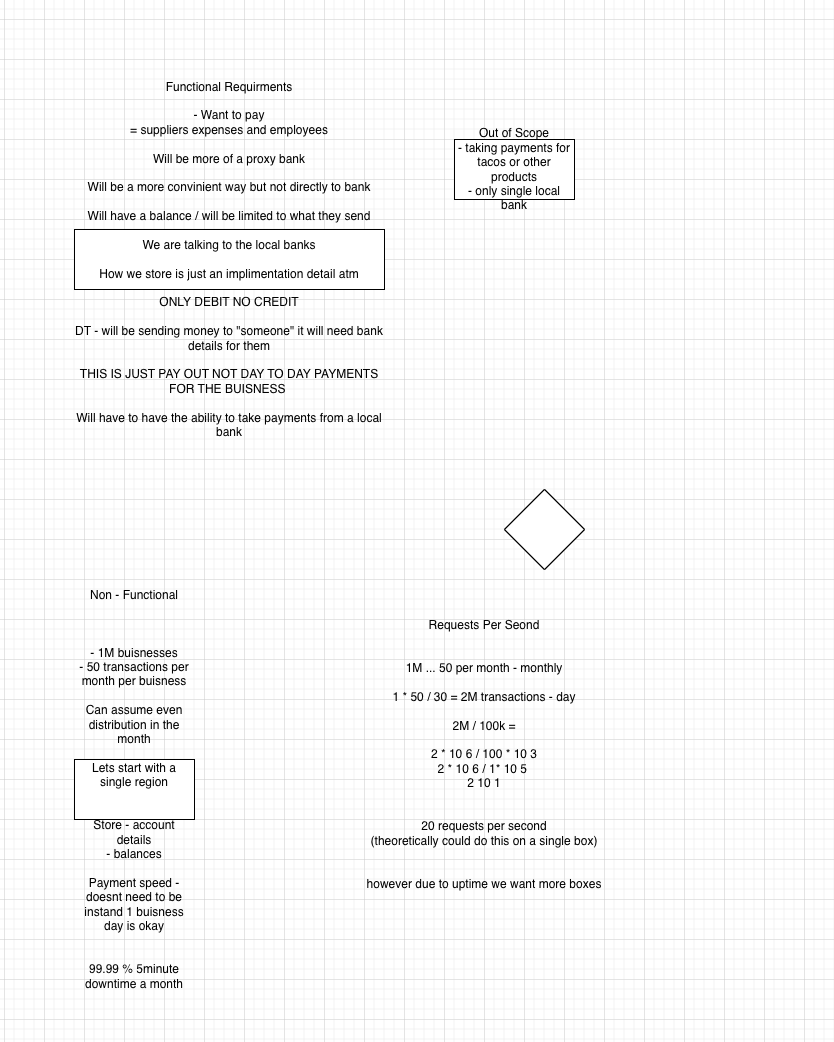 Functional Requirments
- Want to pay
= suppliers expenses and employees
Will be more of a proxy bank
Will be a more convinient way but not directly to bank
Will have a balance / will be limited to what they send
We are talking to the local banks
How we store is just an implimentation detail atm
ONLY DEBIT NO CREDIT
DT - will be sending money to "someone" it will need bank
details for them
THIS IS JUST PAY OUT NOT DAY TO DAY PAYMENTS
FOR THE BUISNESS
Will have to have the ability to take payments from a local
bank
Out of Scope
- taking payments for
tacos or other
products
- only single local
bank
Non - Functional
- 1M buisnesses
- 50 transactions per
month per buisness
Can assume even
distribution in the
month
Lets start with a
single region
Store - account
details
- balances
Payment speed -
doesnt need to be
instand 1 buisness
day is okay
99.99 % 5minute
downtime a month
Requests Per Seond
1M ... 50 per month - monthly
1 * 50 / 30 = 2M transactions - day
2M / 100k =
2 * 10 6 / 100 * 10 3
2 * 10 6 / 1* 10 5
2 10 1
20 requests per second
(theoretically could do this on a single box)
however due to uptime we want more boxes